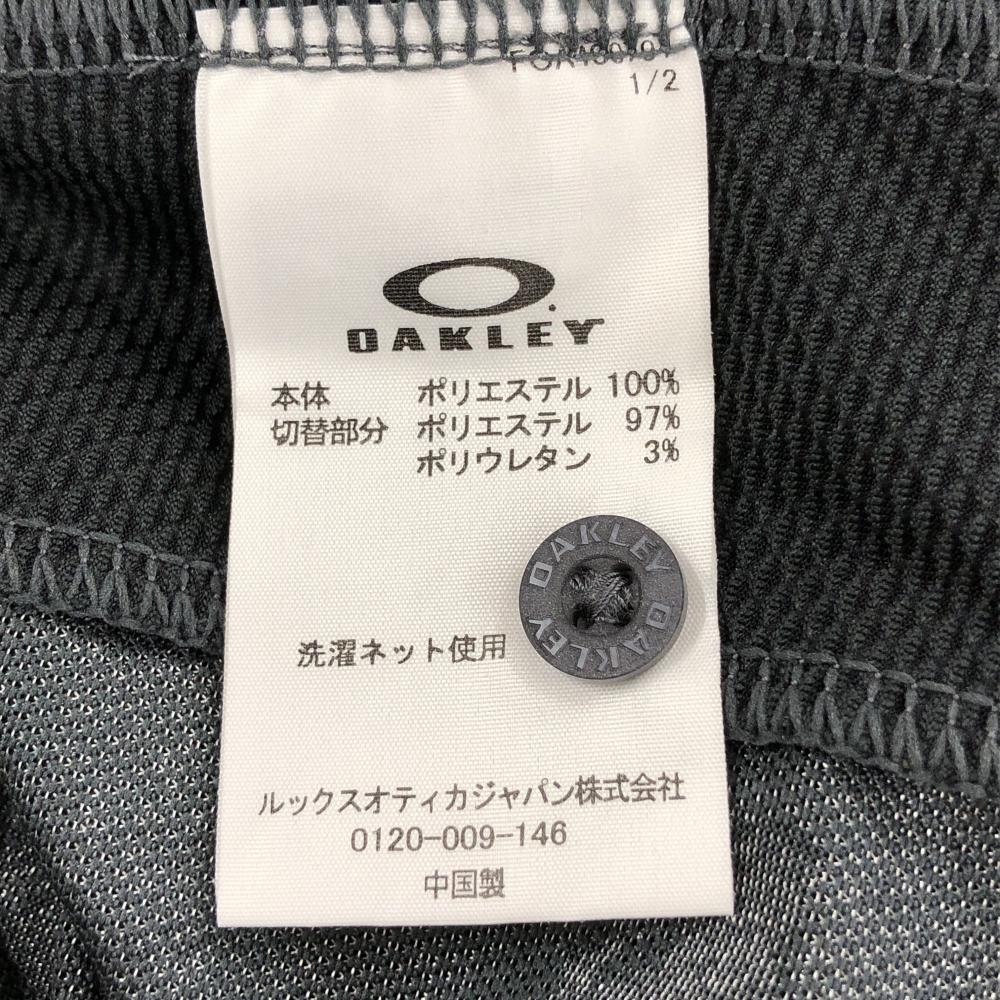 1/2
OAKLEY
本体 ポリエステル 100%
切替部分 ポリエステル 97%
ポリウレタン 3%
OAKLEY OAKLEY
洗濯ネット使用
ルックスオティカジャパン株式会社
0120-009-146
中国製